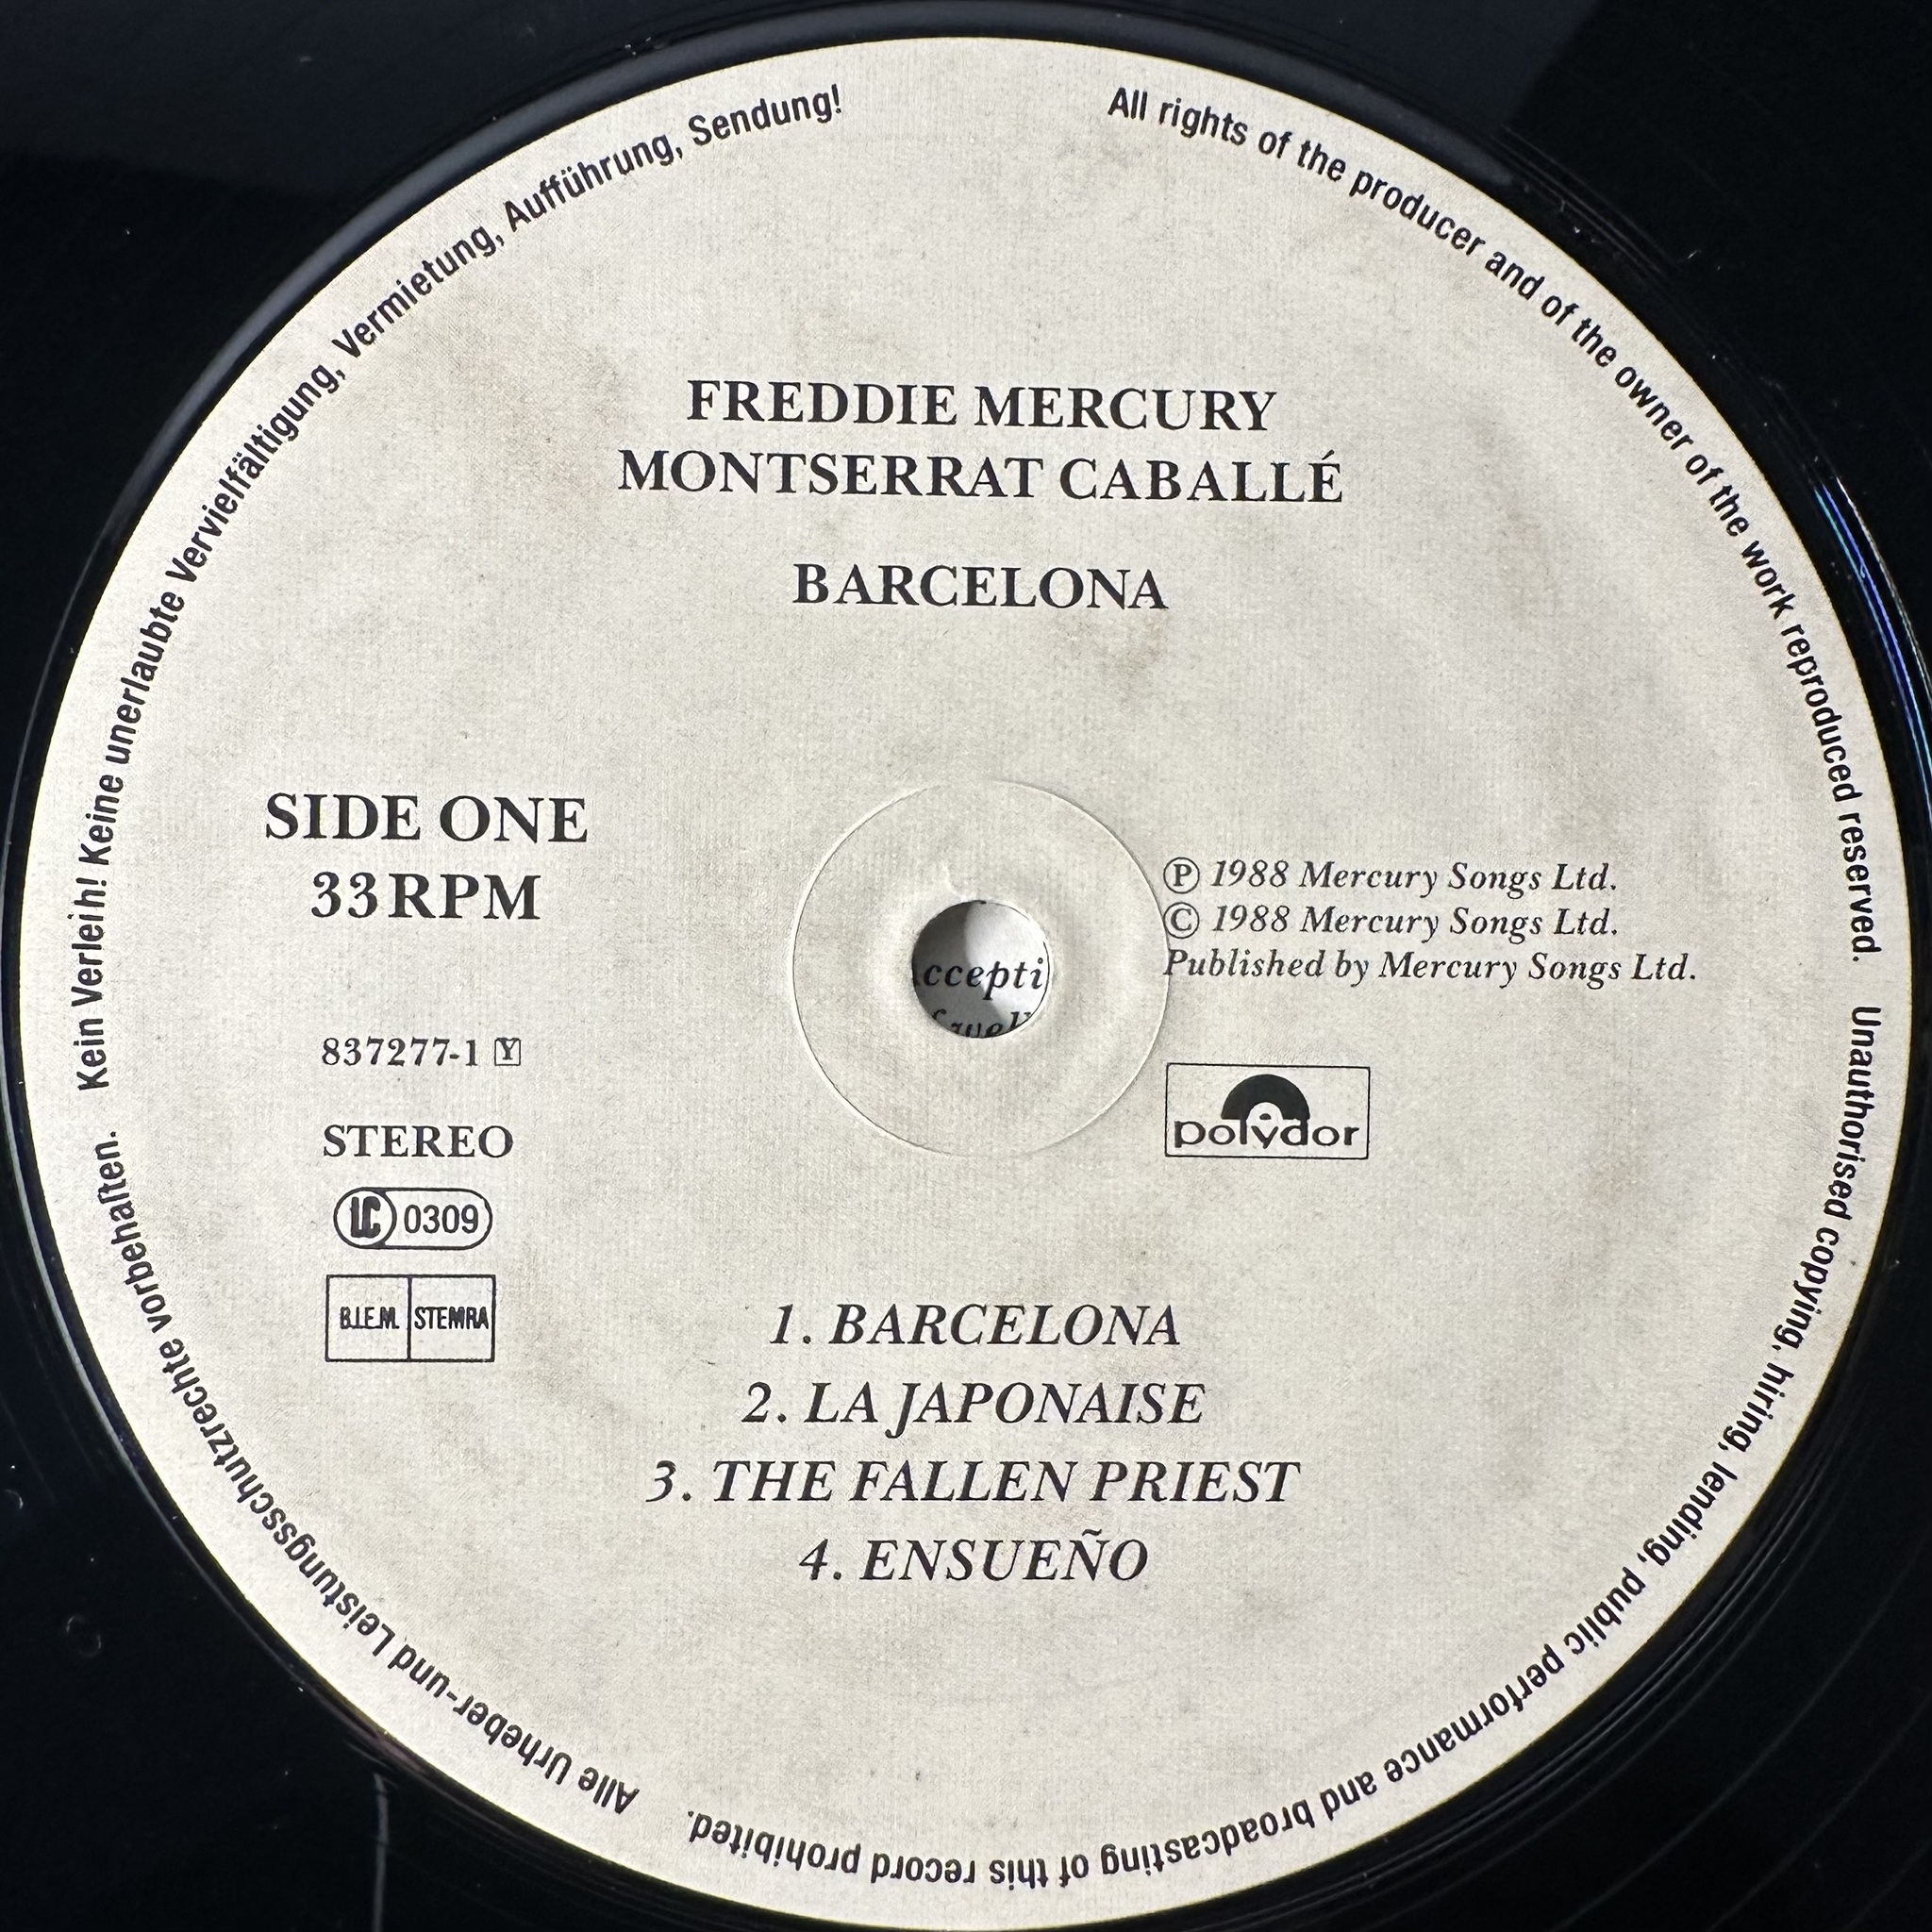 All rights of the producer and of the owner of the work reproduced reserved. Unauthorised copying, hiring, lending, public performance and broadcasting of this record prohibited.
Alle Urheber-und Leistungsschutzrechte vorbehalten. Kein Verleih! Keine unerlaubte Vervielfältigung, Vermietung, Aufführung, Sendung!
FREDDIE MERCURY
MONTSERRAT CABALLÉ
BARCELONA
SIDE ONE
33RPM
Ⓟ 1988 Mercury Songs Ltd.
© 1988 Mercury Songs Ltd.
Published by Mercury Songs Ltd.
ccepti
837277-1 Y
STEREO
LC 0309
B.I.E.M. STEMRA
polydor
1. BARCELONA
2. LA JAPONAISE
3. THE FALLEN PRIEST
4. ENSUEÑO